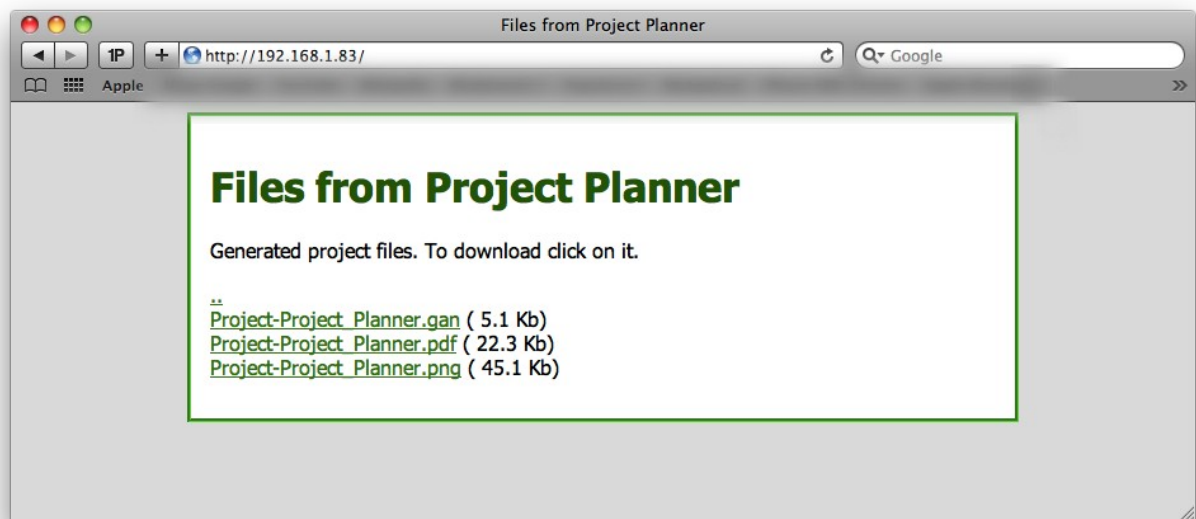 Files from Project Planner
1P + http://192.168.1.83/ Google
Apple
Files from Project Planner
Generated project files. To download click on it.
..
Project-Project_Planner.gan ( 5.1 Kb)
Project-Project_Planner.pdf ( 22.3 Kb)
Project-Project_Planner.png ( 45.1 Kb)